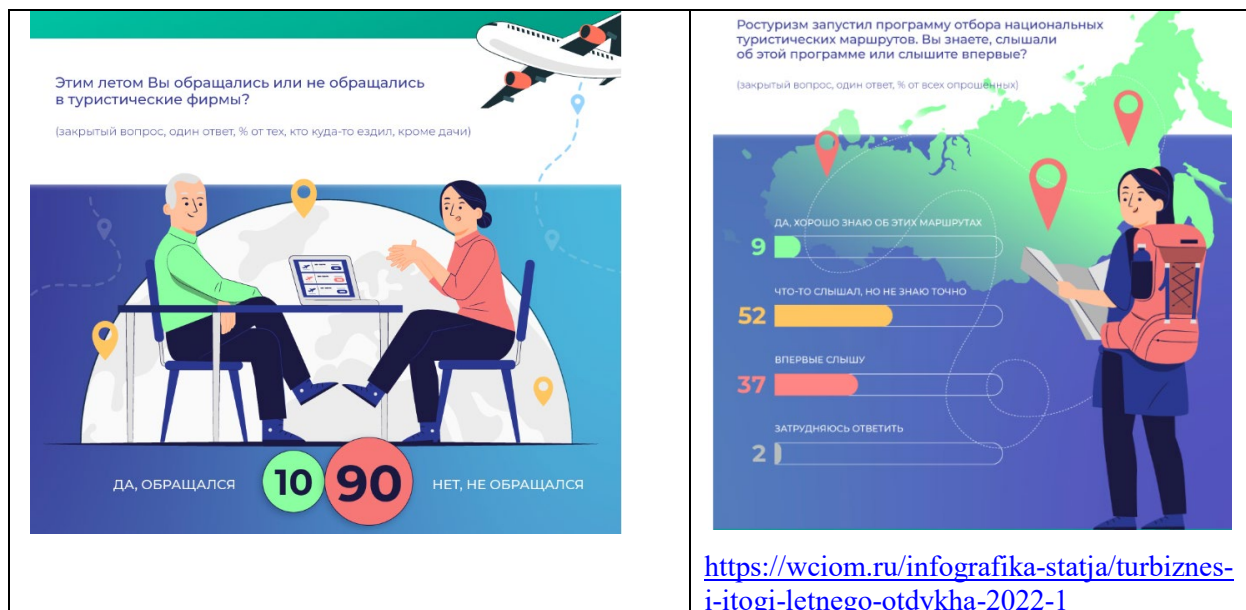 Этим летом Вы обращались или не обращались
в туристические фирмы?
(закрытый вопрос, один ответ, % от тех, кто куда-то ездил, кроме дачи)
ДА, ОБРАЩАЛСЯ
10
90
НЕТ, НЕ ОБРАЩАЛСЯ
Ростуризм запустил программу отбора национальных
туристических маршрутов. Вы знаете, слышали
об этой программе или слышите впервые?
(закрытый вопрос, один ответ, % от всех опрошенных)
ДА, ХОРОШО ЗНАЮ ОБ ЭТИХ МАРШРУТАХ
9
ЧТО-ТО СЛЫШАЛ, НО НЕ ЗНАЮ ТОЧНО
52
ВПЕРВЫЕ СЛЫШУ
37
ЗАТРУДНЯЮСЬ ОТВЕТИТЬ
2
https://wciom.ru/infografika-statja/turbiznes-
i-itogi-letnego-otdykha-2022-1